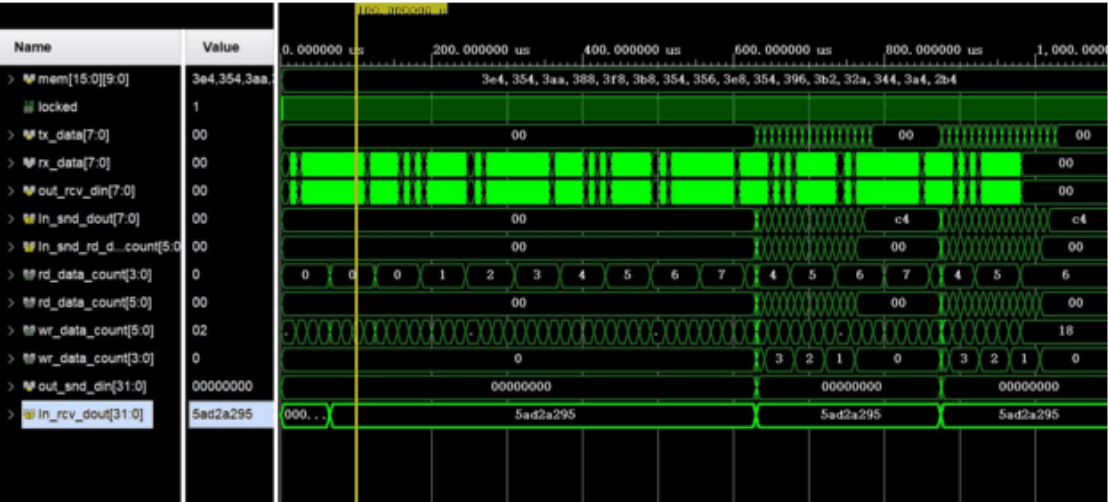 100.000000 u
Name Value
0.000000 us 200.000000 us 400.000000 us 600.000000 us 800.000000 us 1,000.000
mem[15:0][9:0] 3e4,354,3aa, 3e4, 354, 3aa, 388, 3f8, 3b8, 354, 356, 3e8, 354, 396, 3b2, 32a, 344, 3a4, 2b4
locked 1
tx_data[7:0] 00 00 00 00
rx_data[7:0] 00 00
out_rcv_din[7:0] 00 00
In_snd_dout[7:0] 00 00 c4 c4
In_snd_rd_d...count[5:0 00 00 00 00
rd_data_count[3:0] 0 0 0 0 1 2 3 4 5 6 7 4 5 6 7 4 5 6
rd_data_count[5:0] 00 00 00 00
wr_data_count[5:0] 02 18
wr_data_count[3:0] 0 0 3 2 1 0 3 2 1 0
out_snd_din[31:0] 00000000 00000000 00000000 00000000
In_rcv_dout[31:0] 5ad2a295 000... 5ad2a295 5ad2a295 5ad2a295